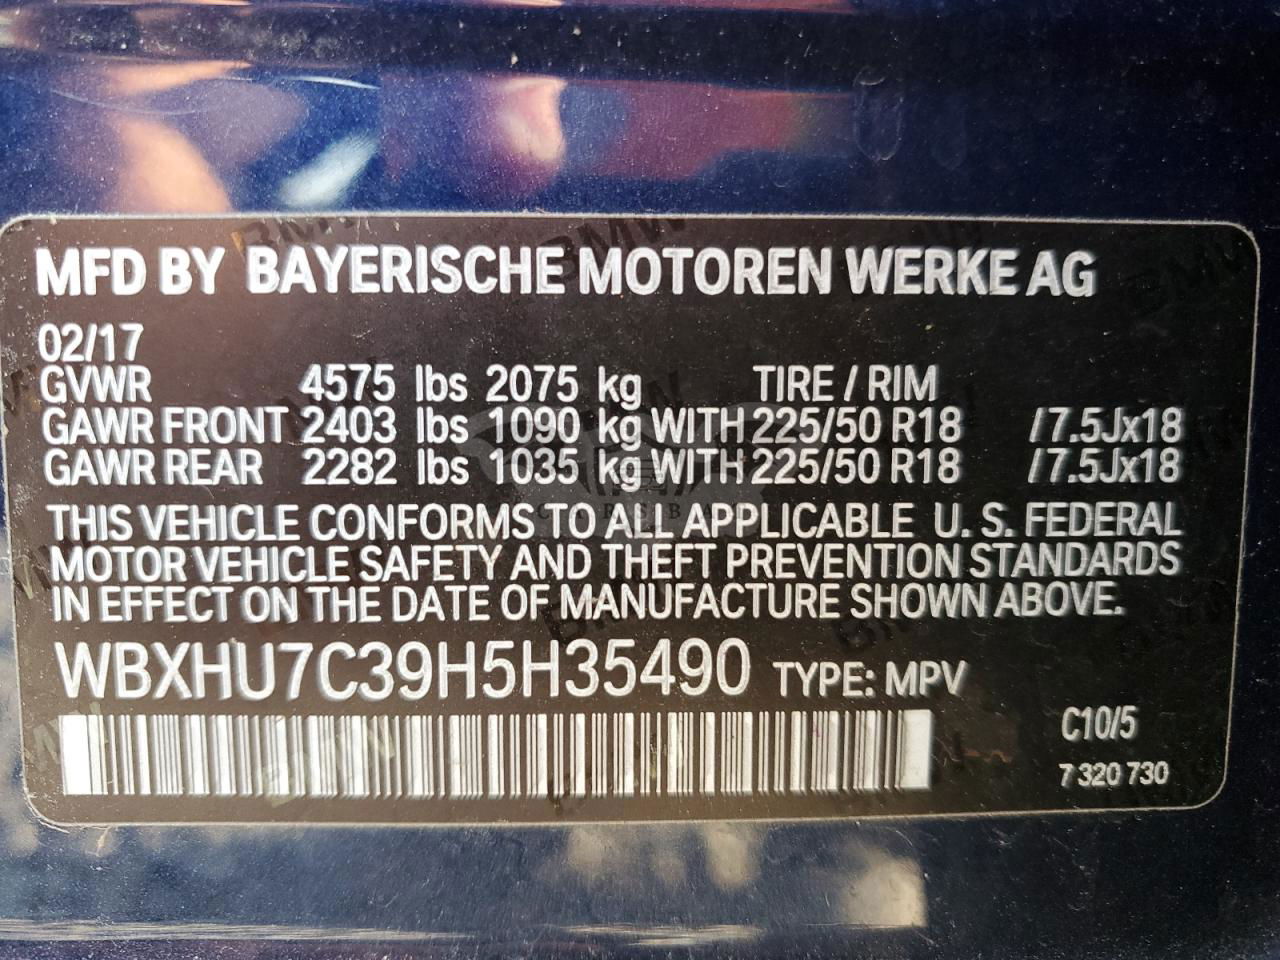 MFD BY BAYERISCHE MOTOREN WERKE AG
02/17
GVWR 4575 lbs 2075 kg TIRE / RIM
GAWR FRONT 2403 lbs 1090 kg WITH 225/50 R18 /7.5Jx18
GAWR REAR 2282 lbs 1035 kg WITH 225/50 R18 /7.5Jx18
THIS VEHICLE CONFORMS TO ALL APPLICABLE U. S. FEDERAL
MOTOR VEHICLE SAFETY AND THEFT PREVENTION STANDARDS
IN EFFECT ON THE DATE OF MANUFACTURE SHOWN ABOVE.
WBXHU7C39H5H35490 TYPE: MPV
C10/5
7 320 730